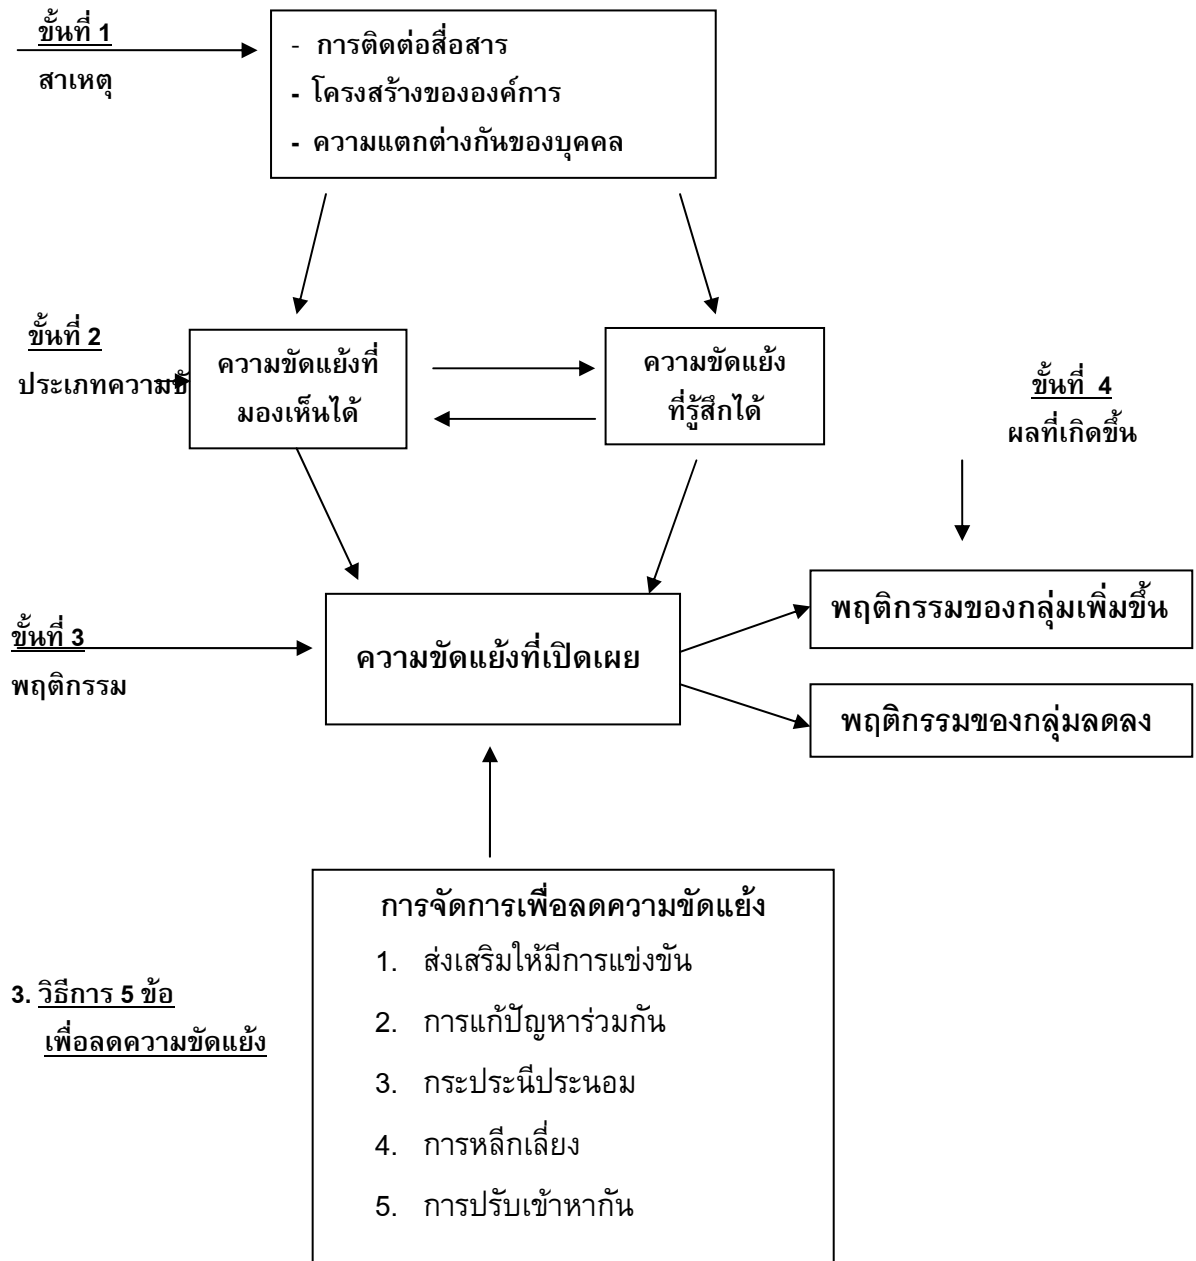 ขั้นที่ 1
สาเหตุ
- การติดต่อสื่อสาร
- โครงสร้างขององค์การ
- ความแตกต่างกันของบุคคล
ขั้นที่ 2
ประเภทความขั
ความขัดแย้งที่
มองเห็นได้
ความขัดแย้ง
ที่รู้สึกได้
ขั้นที่ 4
ผลที่เกิดขึ้น
ขั้นที่ 3
พฤติกรรม
ความขัดแย้งที่เปิดเผย
พฤติกรรมของกลุ่มเพิ่มขึ้น
พฤติกรรมของกลุ่มลดลง
3. วิธีการ 5 ข้อ
เพื่อลดความขัดแย้ง
การจัดการเพื่อลดความขัดแย้ง
1. ส่งเสริมให้มีการแข่งขัน
2. การแก้ปัญหาร่วมกัน
3. กระประนีประนอม
4. การหลีกเลี่ยง
5. การปรับเข้าหากัน